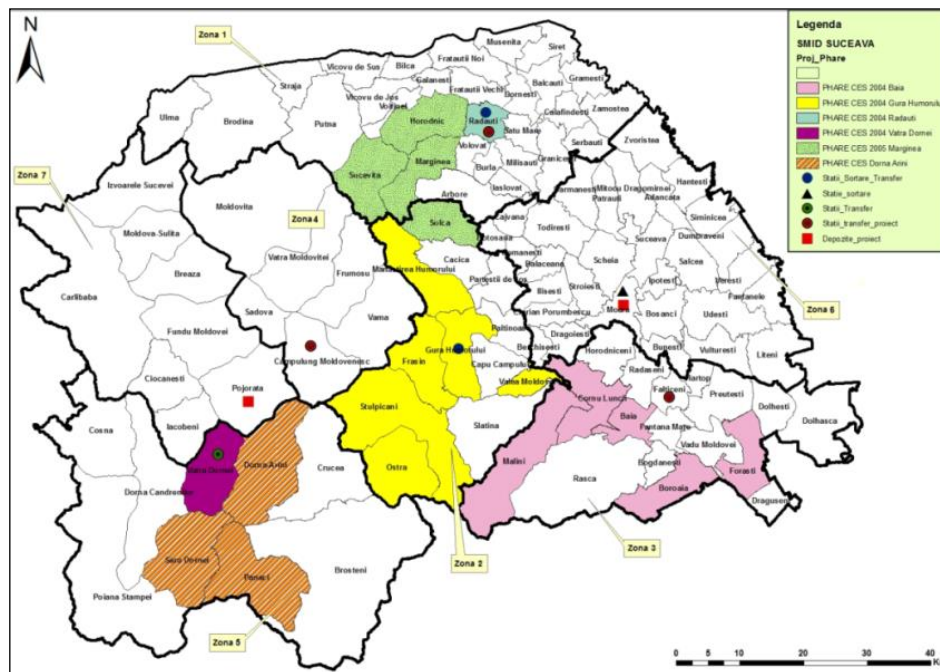 N
Zona 1
Legenda
SMID SUCEAVA
Proj_Phare
PHARE CES 2004 Baia
PHARE CES 2004 Gura Humorului
PHARE CES 2004 Radauti
PHARE CES 2004 Vatra Dornei
PHARE CES 2005 Marginea
PHARE CES Dorna Arini
Statii_Sortare_Transfer
Statie_sortare
Statii_Transfer
Statii_transfer_proiect
Depozite_proiect
Musenita
Siret
Vicovu de Sus
Bilca
Fratautii Noi
Straja
Galanesti
Balcauti
Gramesti
Vicovu de Jos
Fratautii Vechi
Dornesti
Ulma
Brodina
Putna
Horodnic
Radauti
Calafindesti
Zamostea
Satu Mare
Volovat
Serbauti
Zvoristea
Marginea
Milisauti
Granicesti
Zona 7
Izvoarele Sucevei
Sucevita
Burla
Iaslovat
Arbore
Hantesti
Moldovita
Zona 4
Patrauti
Siminicea
Solca
Todiresti
Moldova-Sulita
Suceava
Dumbraveni
Vatra Moldovitei
Cacica
Scheia
Salcea
Breaza
Frumosu
Balaceana
Carlibaba
Ilisesti
Stroiesti
Ipotesti
Veresti
Zona 6
Sadova
Vama
Fantanele
Fundu Moldovei
Bosanci
Udesti
Gura Humorului
Dragoiesti
Campulung Moldovenesc
Frasin
Bunesti
Vulturesti
Liteni
Ciocanesti
Capu Campului
Horodniceni
Pojorata
Valea Moldovei
Radaseni
Falticeni
Hartop
Preutesti
Cornu Luncii
Stulpicani
Dolhesti
Dolhasca
Iacobeni
Baia
Fantana Mare
Cosna
Slatina
Vadu Moldovei
Vatra Dornei
Dorna Arini
Crucea
Ostra
Malini
Bogdanesti
Forasti
Dorna Candrenilor
Rasca
Boroaia
Draguseni
Zona 2
Zona 3
Saru Dornei
Panaci
Brosteni
Poiana Stampei
Zona 5
0 5 10 20 30 40